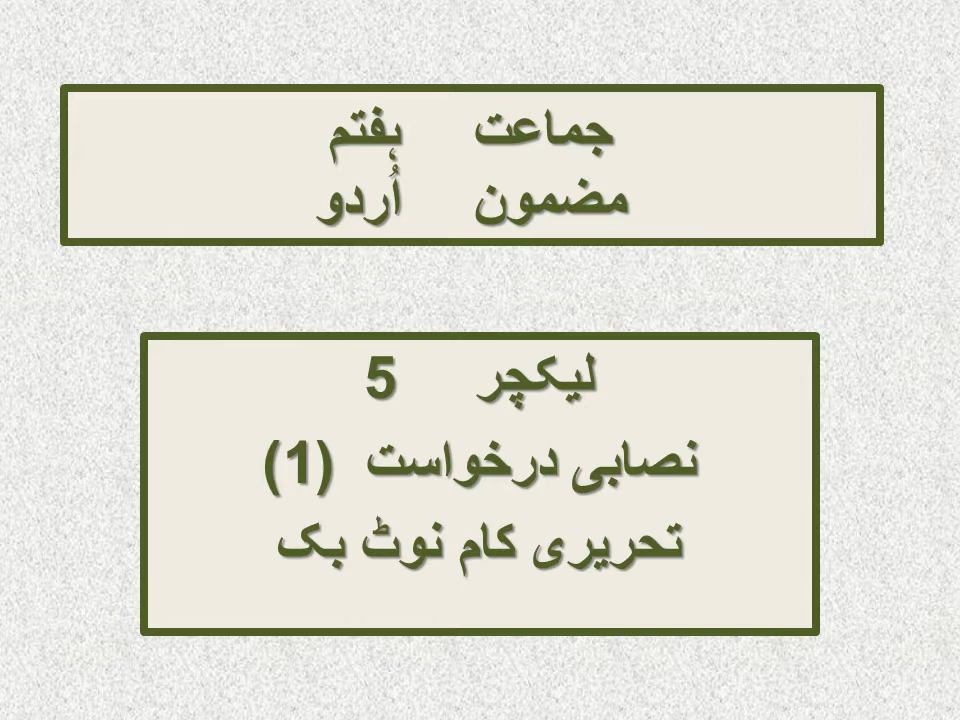 جماعت ہفتم
مضمون اُردو
لیکچر 5
نصابی درخواست (1)
تحریری کام نوٹ بک